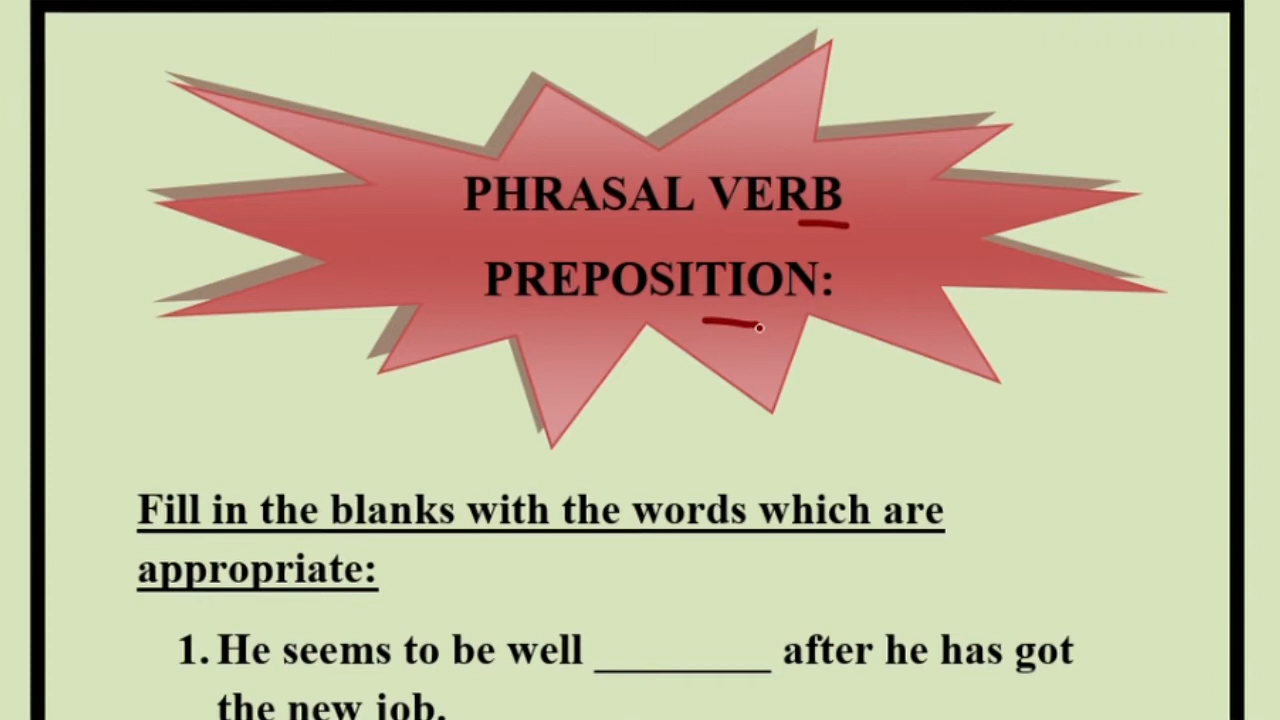 PHRASAL VERB
PREPOSITION:
Fill in the blanks with the words which are
appropriate:
1. He seems to be well ________ after he has got
the new job.